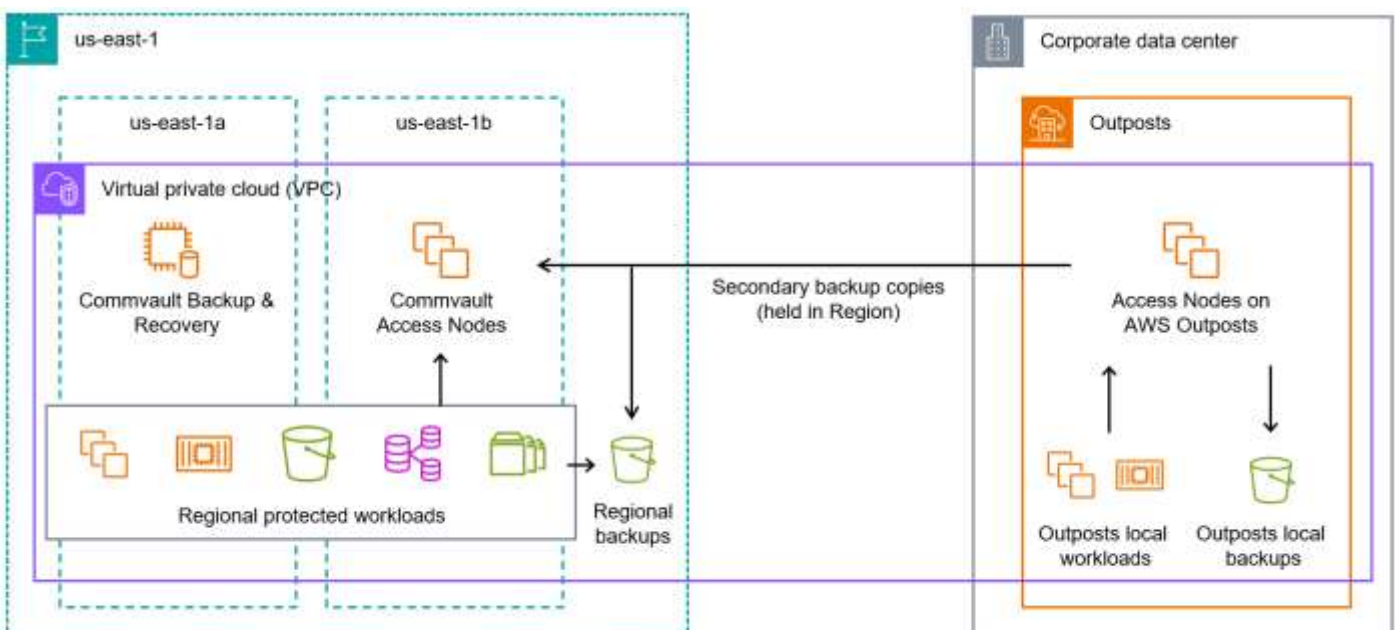 us-east-1
Corporate data center
us-east-1a
us-east-1b
Outposts
Virtual private cloud (VPC)
Commvault Backup &
Recovery
Commvault
Access Nodes
Secondary backup copies
(held in Region)
Access Nodes on
AWS Outposts
Regional protected workloads
Regional
backups
Outposts local
workloads
Outposts local
backups